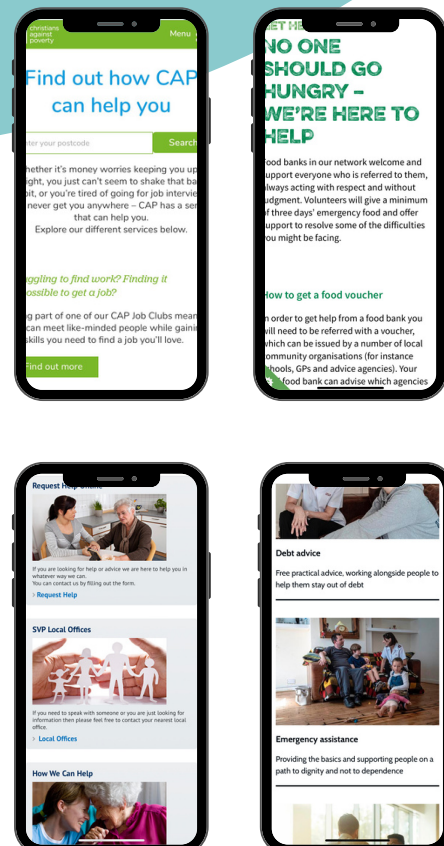 christians
against
poverty
Menu
Find out how CAP
can help you
nter your postcode
Search
hether it's money worries keeping you up
ight, you just can't seem to shake that ba
bit, or you're tired of going for job intervie
never get you anywhere – CAP has a ser
that can help you.
Explore our different services below.
ggling to find work? Finding it
ossible to get a job?
g part of one of our CAP Job Clubs mean
can meet like-minded people while gainin
skills you need to find a job you'll love.
Find out more
GET HE
NO ONE
SHOULD GO
HUNGRY –
WE'RE HERE TO
HELP
ood banks in our network welcome and
upport everyone who is referred to them,
lways acting with respect and without
udgment. Volunteers will give a minimum
f three days' emergency food and offer
upport to resolve some of the difficulties
ou might be facing.
How to get a food voucher
n order to get help from a food bank you
will need to be referred with a voucher,
which can be issued by a number of local
ommunity organisations (for instance
chools, GPs and advice agencies). Your
food bank can advise which agencies
Request Help Online
If you are looking for help or advice we are here to help you in
whatever way we can.
You can contact us by filling out the form.
> Request Help
SVP Local Offices
If you need to speak with someone or you are just looking for
information then please feel free to contact your nearest local
office.
> Local Offices
How We Can Help
Debt advice
Free practical advice, working alongside people to
help them stay out of debt
Emergency assistance
Providing the basics and supporting people on a
path to dignity and not to dependence